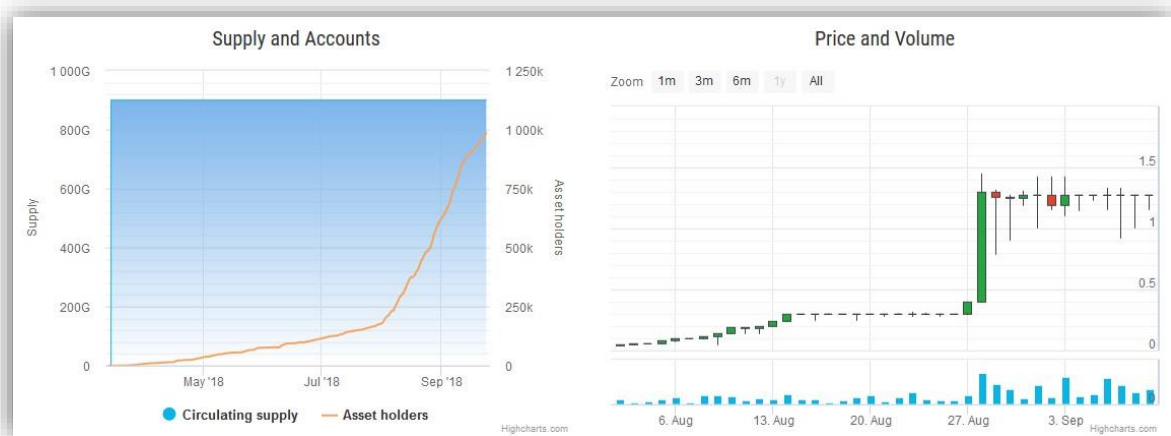 Supply and Accounts
1 000G
800G
600G
400G
200G
0
Supply
1 250k
1 000k
750k
500k
250k
0
Asset holders
May '18
Jul '18
Sep '18
Circulating supply
Asset holders
Highcharts.com
Price and Volume
Zoom 1m 3m 6m 1y All
1.5
1
0.5
0
0
6. Aug
13. Aug
20. Aug
27. Aug
3. Sep
Highcharts.com